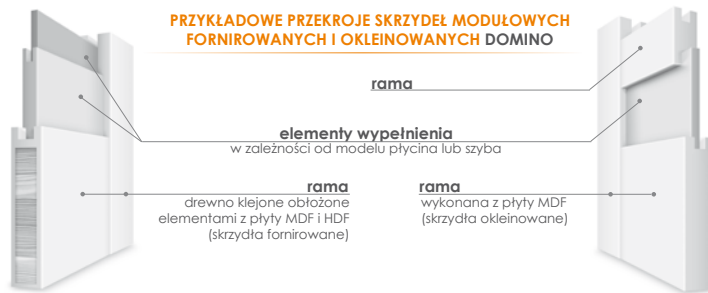 PRZYKŁADOWE PRZEKROJE SKRZYDEŁ MODUŁOWYCH
FORNIROWANYCH I OKLEINOWANYCH DOMINO
rama
elementy wypełnienia
w zależności od modelu płycina lub szyba
rama
drewno klejone obłożone
elementami z płyty MDF i HDF
(skrzydła fornirowane)
rama
wykonana z płyty MDF
(skrzydła okleinowane)